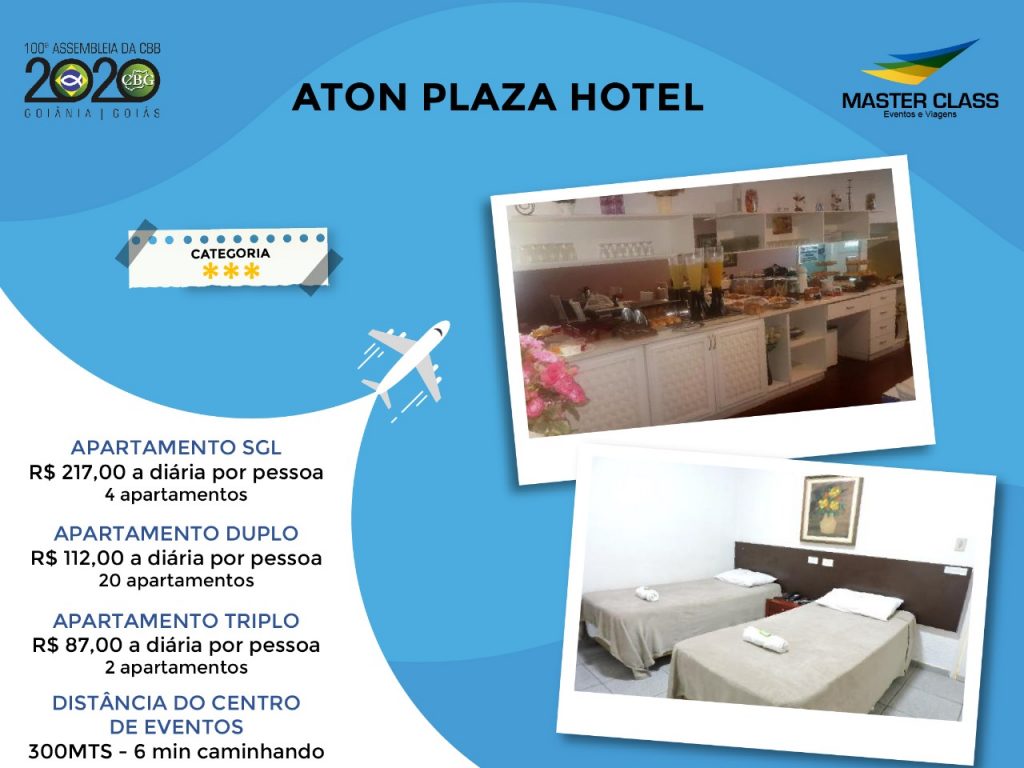 100ª ASSEMBLEIA DA CBB
2020
CBG
GOIÂNIA | GOIÁS
ATON PLAZA HOTEL
MASTER CLASS
Eventos e Viagens
CATEGORIA
***
APARTAMENTO SGL
R$ 217,00 a diária por pessoa
4 apartamentos
APARTAMENTO DUPLO
R$ 112,00 a diária por pessoa
20 apartamentos
APARTAMENTO TRIPLO
R$ 87,00 a diária por pessoa
2 apartamentos
DISTÂNCIA DO CENTRO
DE EVENTOS
300MTS - 6 min caminhando